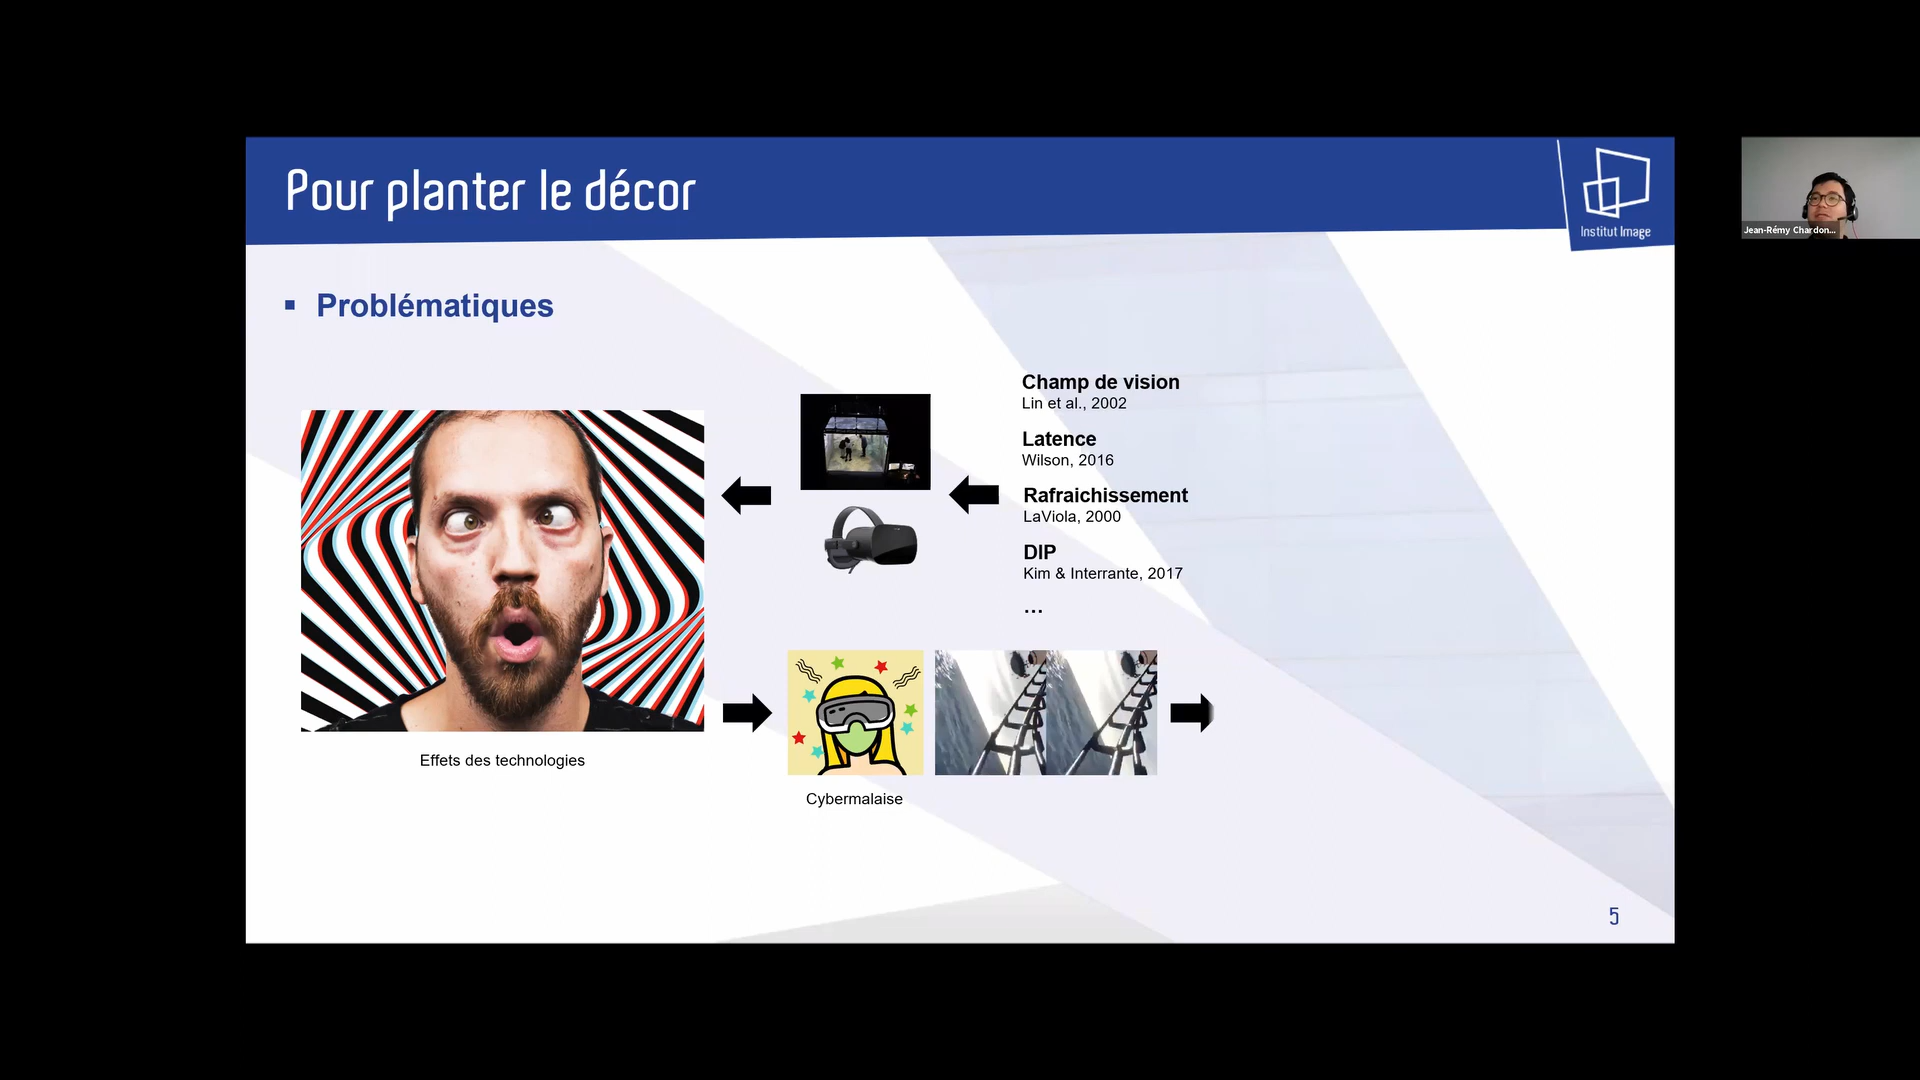 Pour planter le décor
Institut Image
Jean-Rémy Chardon...
▪ Problématiques
Champ de vision
Lin et al., 2002
Latence
Wilson, 2016
Rafraichissement
LaViola, 2000
DIP
Kim & Interrante, 2017
...
Effets des technologies
Cybermalaise
5